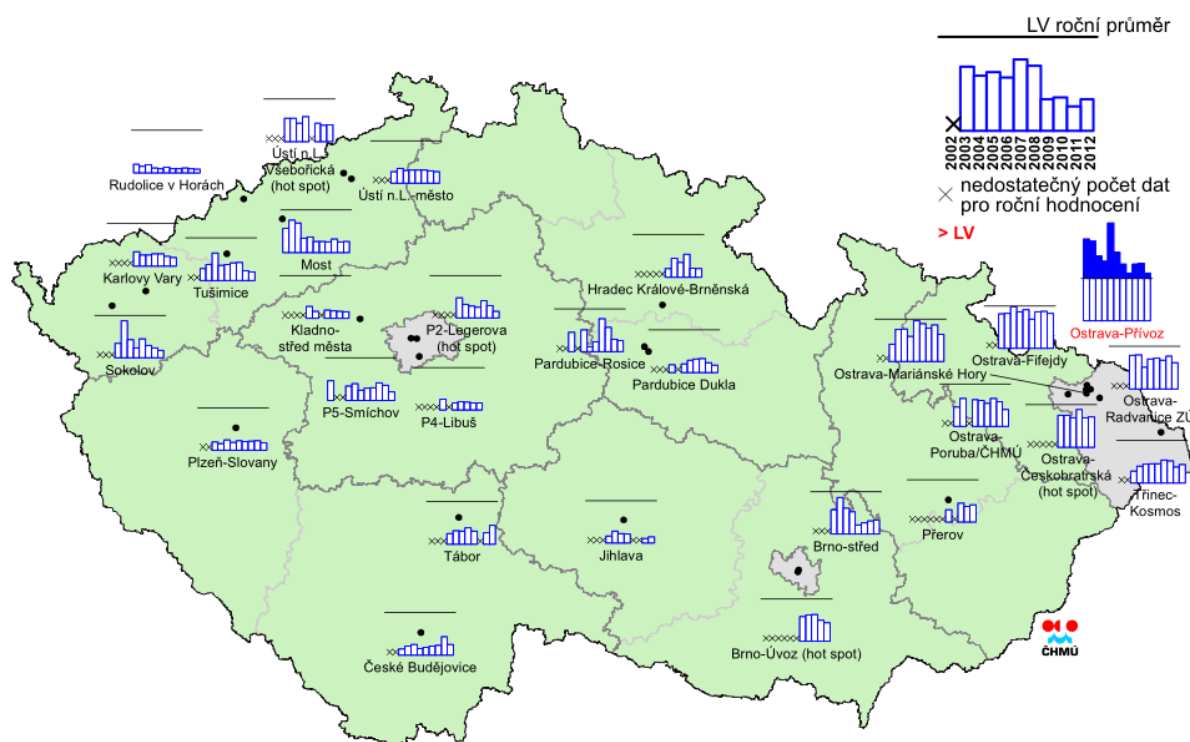 LV roční průměr
2002
2003
2004
2005
2006
2007
2008
2009
2010
2011
2012
nedostatečný počet dat
pro roční hodnocení
> LV
Ústí n.L.-
Všebořická
(hot spot)
Rudolice v Horách
Ústí n.L.-město
Karlovy Vary
Tušimice
Most
Hradec Králové-Brněnská
Ostrava-Přívoz
Sokolov
Kladno-
střed města
P2-Legerova
(hot spot)
Pardubice-Rosice
Pardubice Dukla
Ostrava-Mariánské Hory
Ostrava-Fifejdy
Ostrava-
Radvanice ZÚ
P5-Smíchov
P4-Libuš
Plzeň-Slovany
Ostrava-
Poruba/ČHMÚ
Ostrava-
Českobratrská
(hot spot)
Třinec-
Kosmos
Tábor
Jihlava
Brno-střed
Přerov
České Budějovice
Brno-Úvoz (hot spot)
ČHMÚ